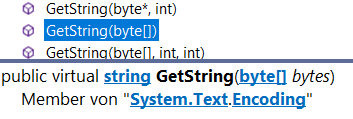 GetString(byte*, int)
GetString(byte[])
GetString(byte[], int, int)
public virtual string GetString(byte[] bytes)
Member von "System.Text.Encoding"